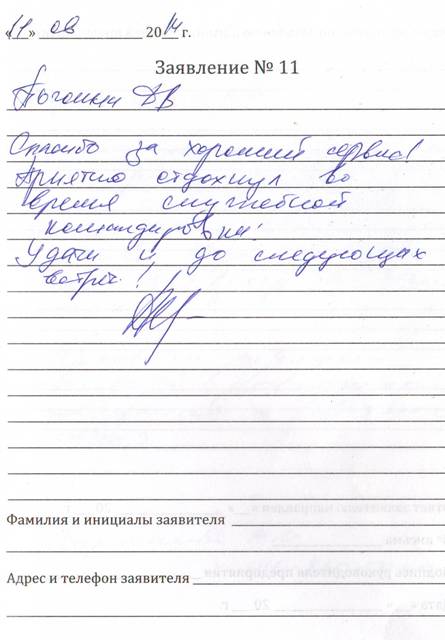 «11» 08 2014 г.
Заявление № 11
Пыгонин ДВ
Спасибо за хороший сервис!
Приятно отдохнул во
время служебной
командировки!
Удачи и до следующих
встреч!
Фамилия и инициалы заявителя
Адрес и телефон заявителя